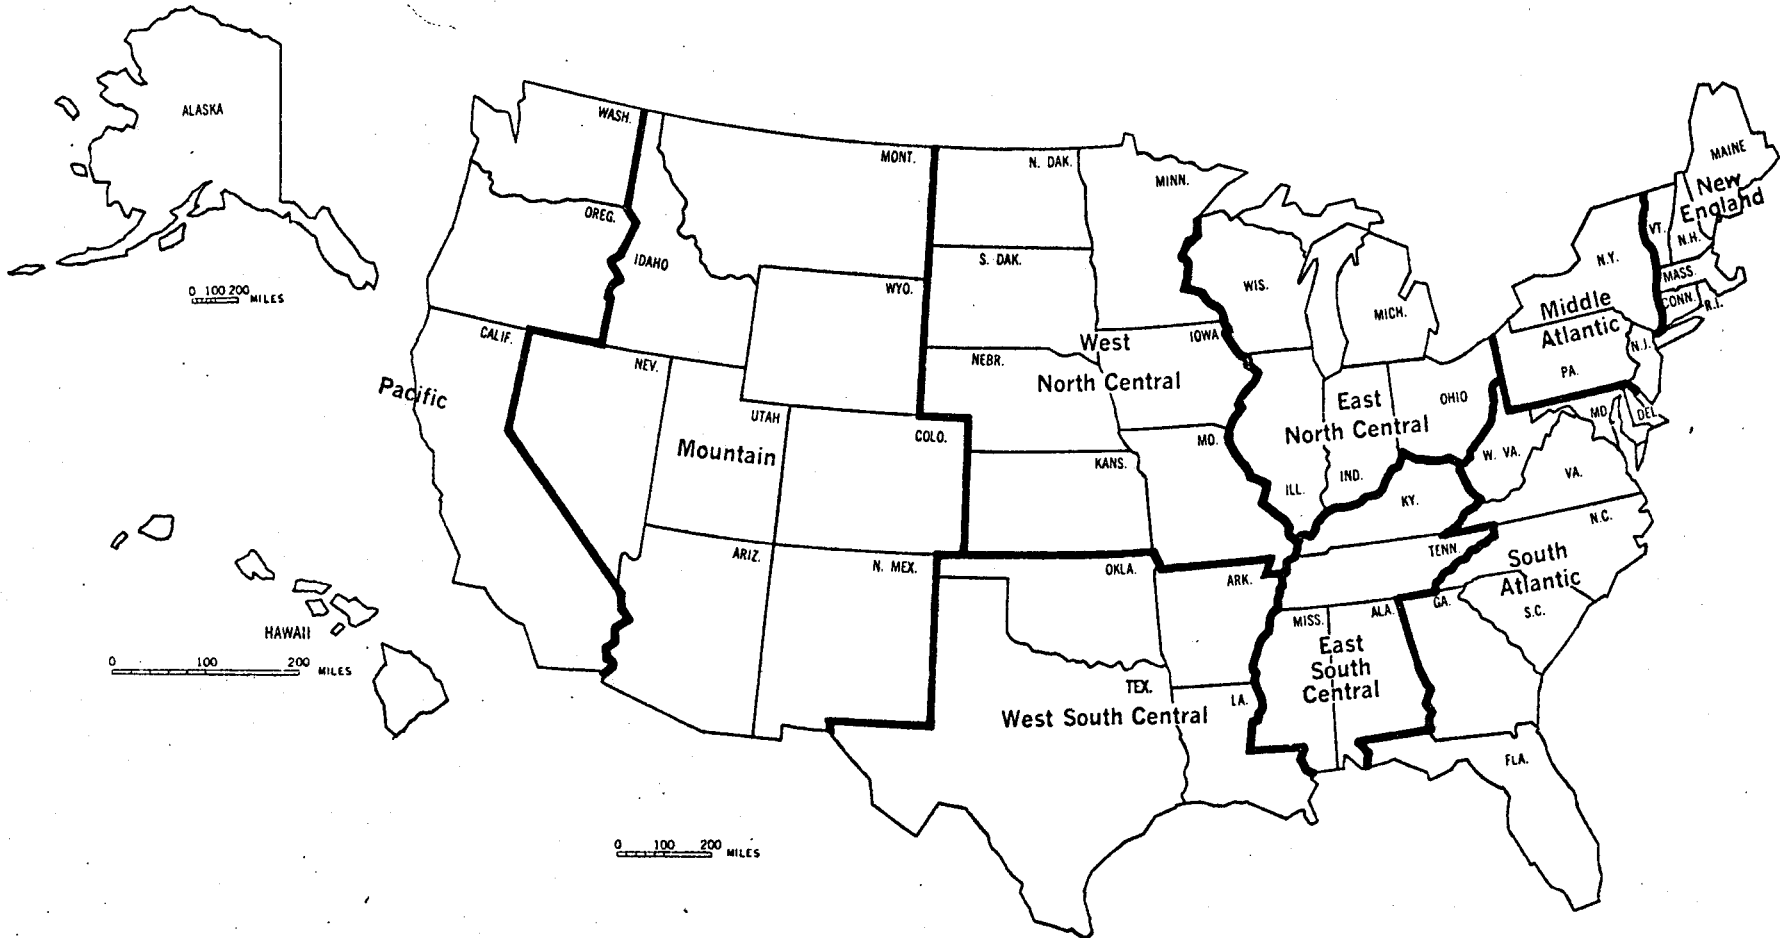 ALASKA
0 100 200 MILES
WASH.
MONT.
N. DAK.
MINN.
OREG.
IDAHO
S. DAK.
WYO.
WIS.
MICH.
MAINE
New
England
VT.
N.H.
N.Y.
MASS.
CONN.
R.I.
Middle
Atlantic
N.J.
PA.
CALIF.
NEV.
NEBR.
IOWA
West
North Central
Pacific
UTAH
COLO.
Mountain
KANS.
MO.
East
North Central
OHIO
ILL.
IND.
KY.
W. VA.
MD.
DEL.
VA.
N.C.
ARIZ.
N. MEX.
OKLA.
ARK.
TENN.
South
Atlantic
S.C.
GA.
MISS.
ALA.
East
South
Central
TEX.
LA.
West South Central
FLA.
HAWAII
0 100 200 MILES
0 100 200 MILES